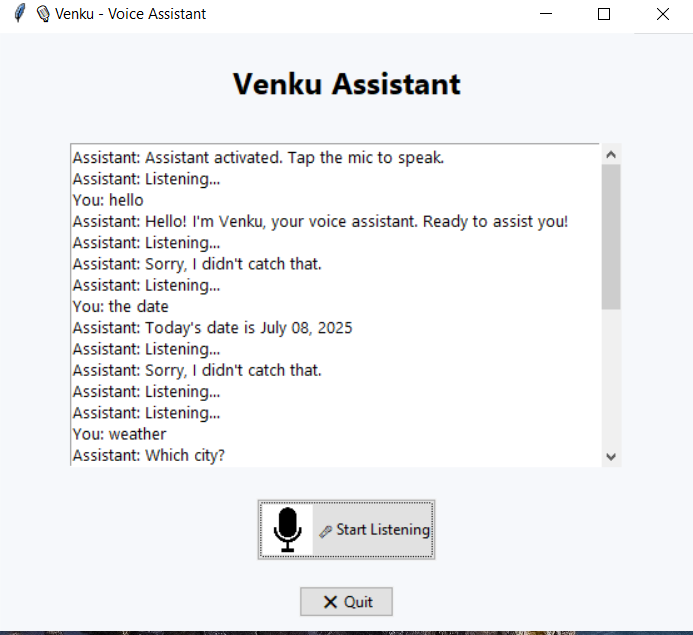 Venku - Voice Assistant
Venku Assistant
Assistant: Assistant activated. Tap the mic to speak.
Assistant: Listening...
You: hello
Assistant: Hello! I'm Venku, your voice assistant. Ready to assist you!
Assistant: Listening...
Assistant: Sorry, I didn't catch that.
Assistant: Listening...
You: the date
Assistant: Today's date is July 08, 2025
Assistant: Listening...
Assistant: Sorry, I didn't catch that.
Assistant: Listening...
Assistant: Listening...
You: weather
Assistant: Which city?
Start Listening
Quit